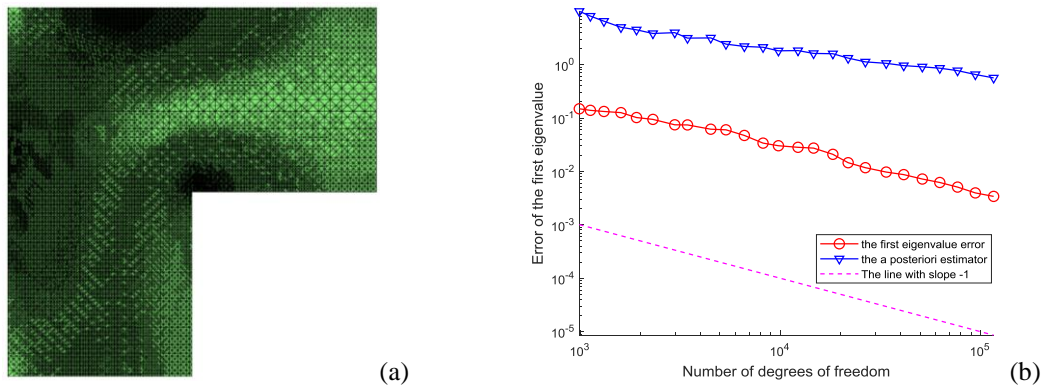 (a)
Error of the first eigenvalue
10^0
10^-1
10^-2
10^-3
10^-4
10^-5
the first eigenvalue error
the a posteriori estimator
The line with slope -1
10^3
10^4
10^5
Number of degrees of freedom
(b)